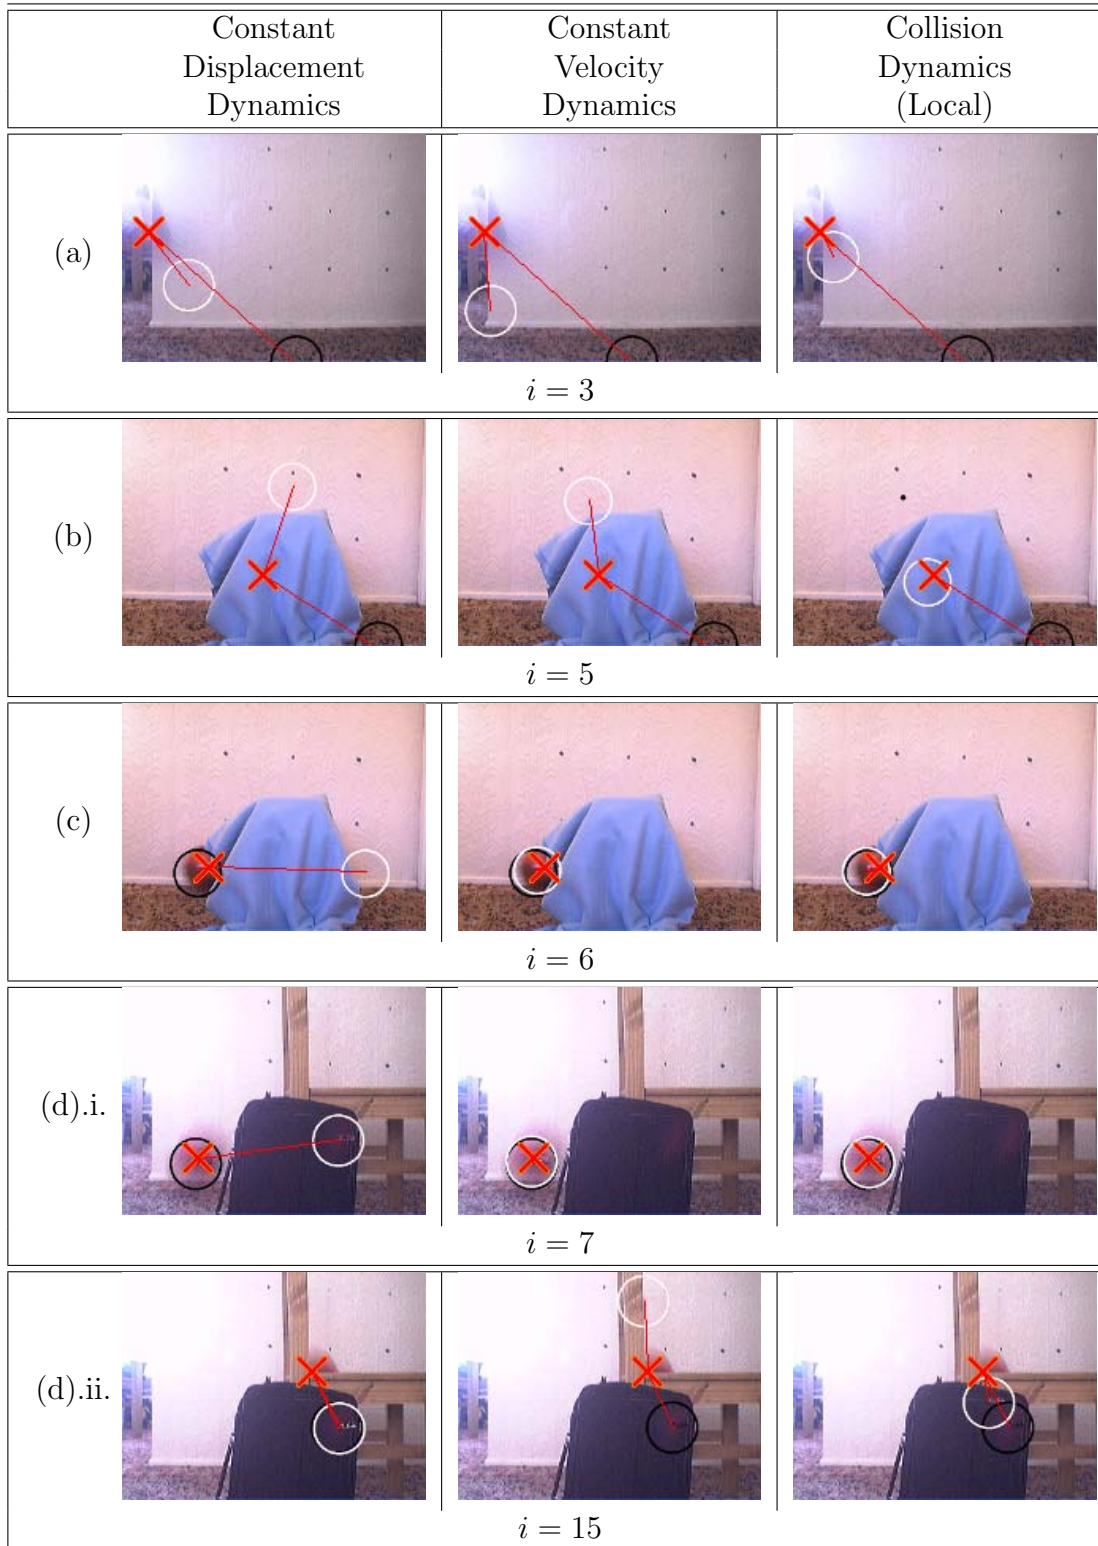 Constant Displacement Dynamics
Constant Velocity Dynamics
Collision Dynamics (Local)
(a)
i = 3
(b)
i = 5
(c)
i = 6
(d).i.
i = 7
(d).ii.
i = 15